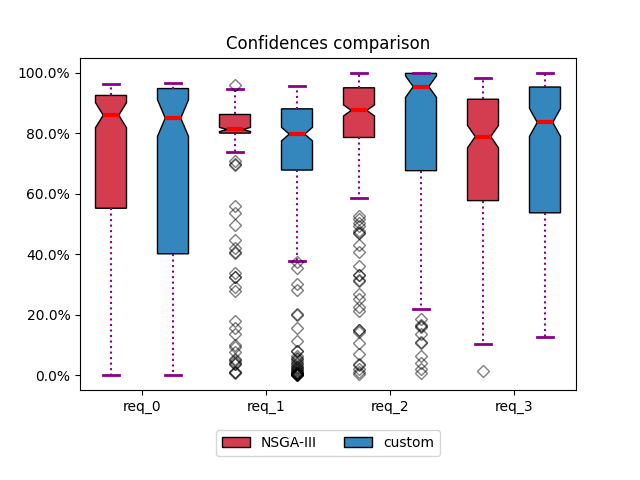 Confidences comparison
100.0%
80.0%
60.0%
40.0%
20.0%
0.0%
req_0 req_1 req_2 req_3
NSGA-III custom